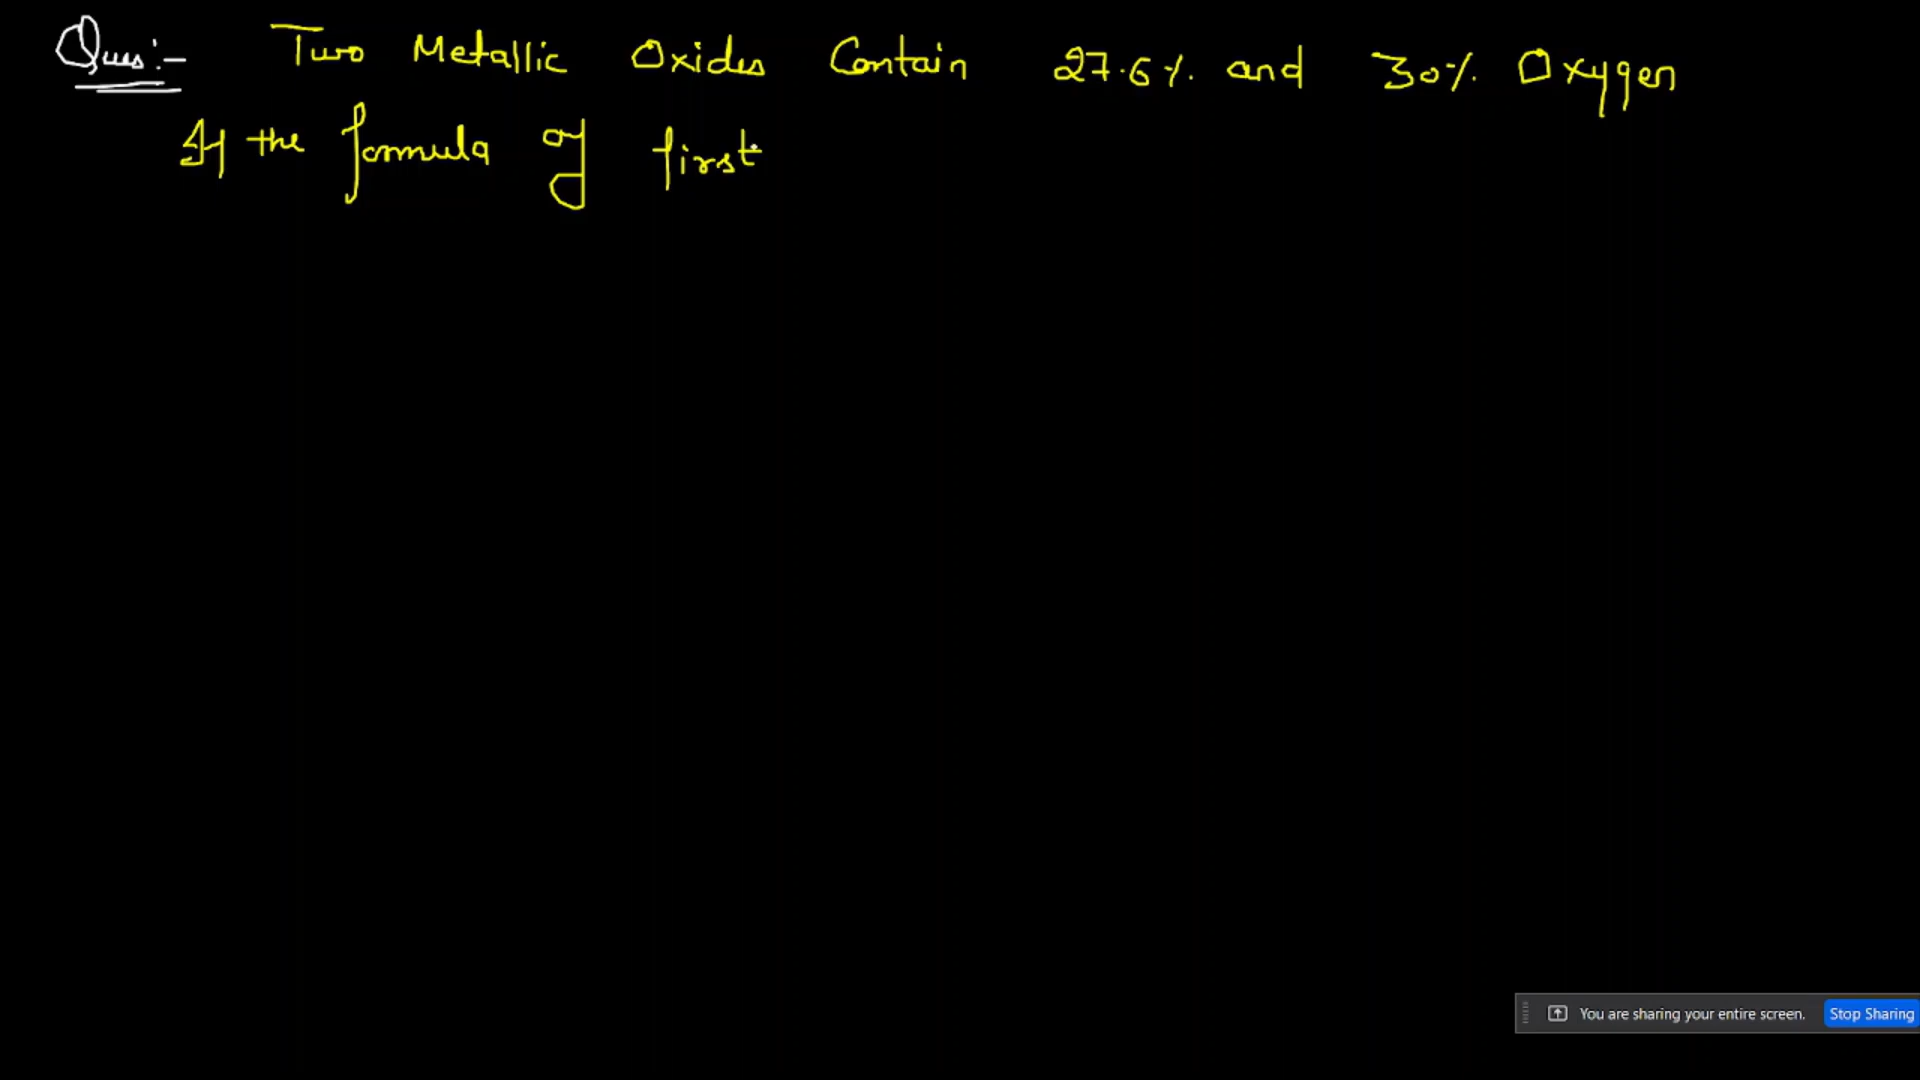 Ques:- Two Metallic Oxides Contain 27.6% and 30% Oxygen
If the formula of first
You are sharing your entire screen. Stop Sharing